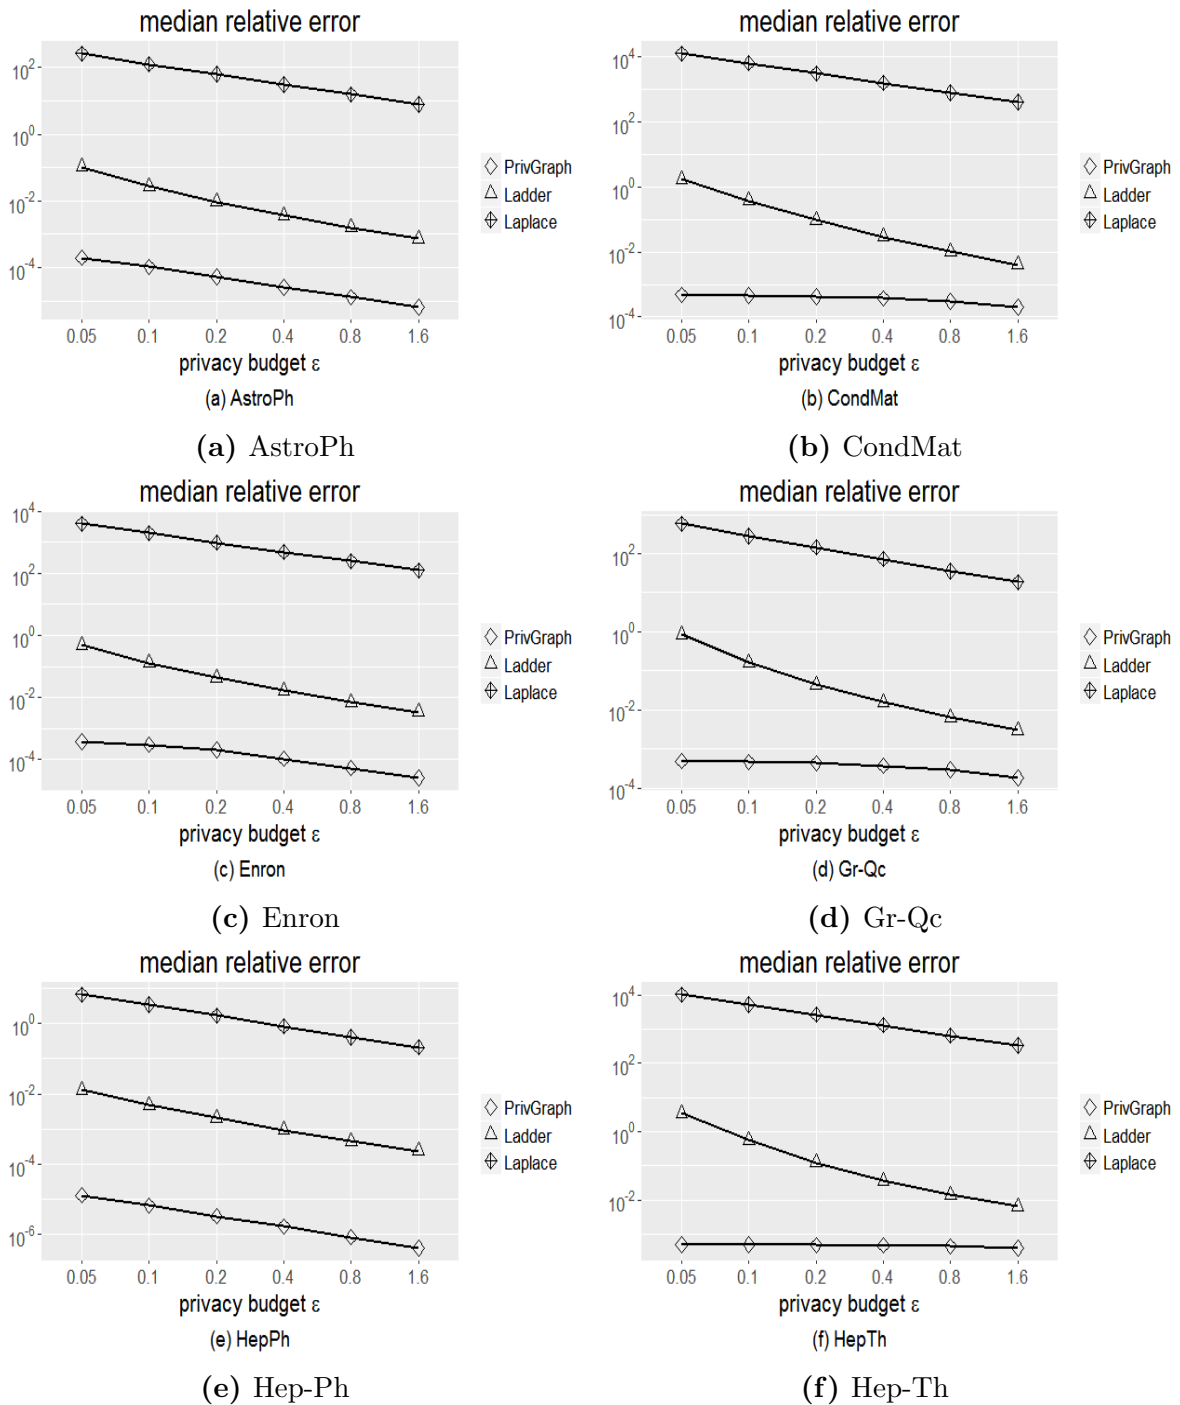 median relative error
10^2
10^0
10^-2
10^-4
0.05 0.1 0.2 0.4 0.8 1.6
privacy budget ε
PrivGraph
Ladder
Laplace
(a) AstroPh
(a) AstroPh
median relative error
10^4
10^2
10^0
10^-2
10^-4
0.05 0.1 0.2 0.4 0.8 1.6
privacy budget ε
PrivGraph
Ladder
Laplace
(b) CondMat
(b) CondMat
median relative error
10^4
10^2
10^0
10^-2
10^-4
0.05 0.1 0.2 0.4 0.8 1.6
privacy budget ε
PrivGraph
Ladder
Laplace
(c) Enron
(c) Enron
median relative error
10^2
10^0
10^-2
10^-4
0.05 0.1 0.2 0.4 0.8 1.6
privacy budget ε
PrivGraph
Ladder
Laplace
(d) Gr-Qc
(d) Gr-Qc
median relative error
10^0
10^-2
10^-4
10^-6
0.05 0.1 0.2 0.4 0.8 1.6
privacy budget ε
PrivGraph
Ladder
Laplace
(e) HepPh
(e) Hep-Ph
median relative error
10^4
10^2
10^0
10^-2
0.05 0.1 0.2 0.4 0.8 1.6
privacy budget ε
PrivGraph
Ladder
Laplace
(f) HepTh
(f) Hep-Th